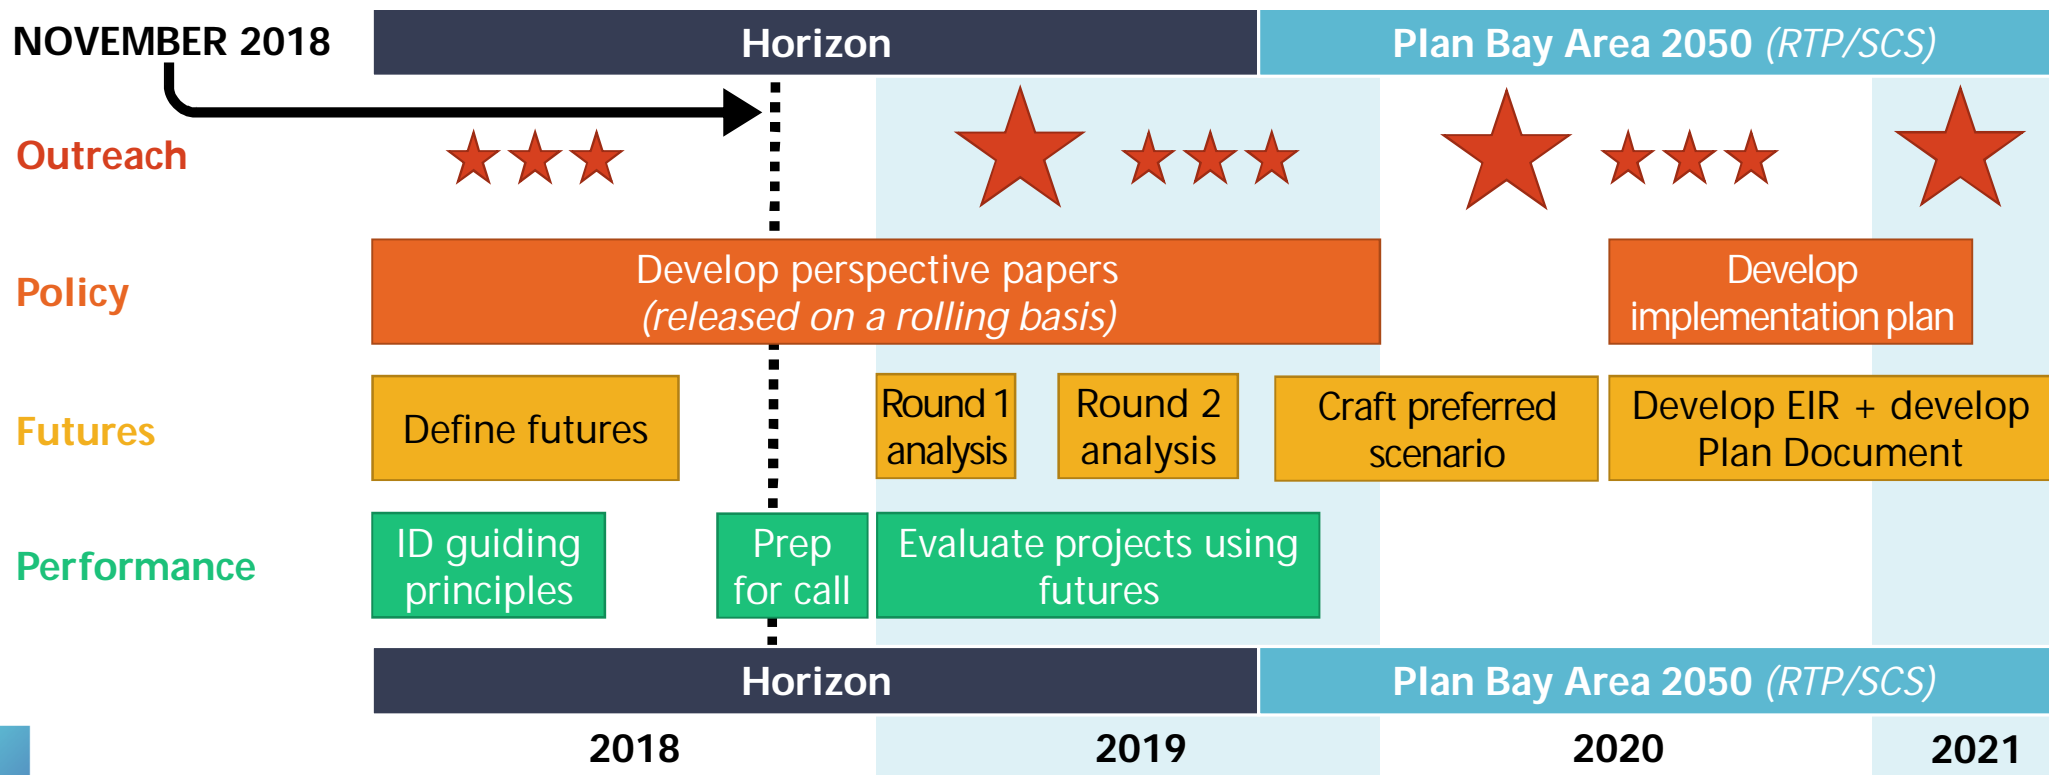 NOVEMBER 2018
Horizon
Plan Bay Area 2050 (RTP/SCS)
Outreach
Policy
Develop perspective papers
(released on a rolling basis)
Develop
implementation plan
Futures
Define futures
Round 1
analysis
Round 2
analysis
Craft preferred
scenario
Develop EIR + develop
Plan Document
Performance
ID guiding
principles
Prep
for call
Evaluate projects using
futures
Horizon
Plan Bay Area 2050 (RTP/SCS)
2018
2019
2020
2021